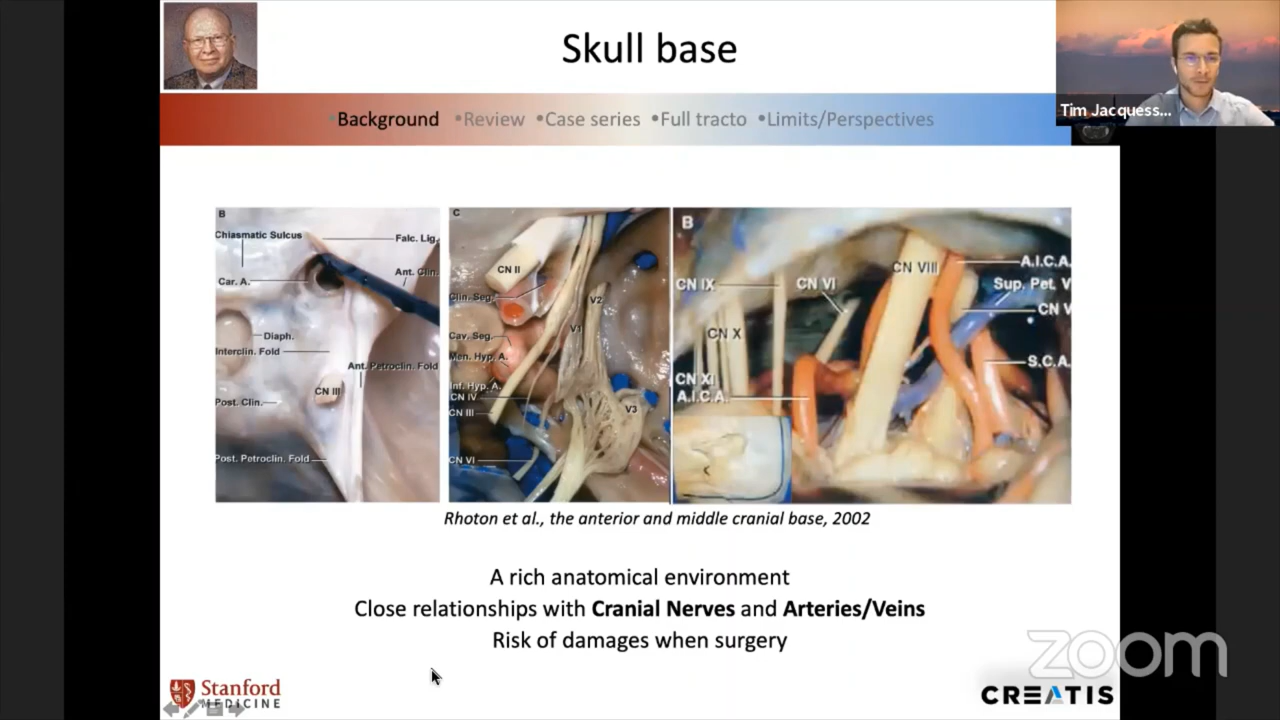 Skull base
Tim Jacquess...
•Background •Review •Case series •Full tracto •Limits/Perspectives
B
Chiasmatic Sulcus
Falc. Lig.
Car. A.
Ant. Clin.
Diaph.
Interclin. Fold
Ant. Petroclin. Fold
CN III
Post. Clin.
Post. Petroclin. Fold
C
CN II
Clin. Seg.
V2
V1
Cav. Seg.
Men. Hyp. A.
Inf. Hyp. A.
CN IV
CN III
V3
CN VI
B
CN VIII
A.I.C.A.
CN IX
CN VI
Sup. Pet. V
CN V
CN X
S.C.A.
CN XI
A.I.C.A.
Rhoton et al., the anterior and middle cranial base, 2002
A rich anatomical environment
Close relationships with Cranial Nerves and Arteries/Veins
Risk of damages when surgery
zoom
Stanford
MEDICINE
CREATIS